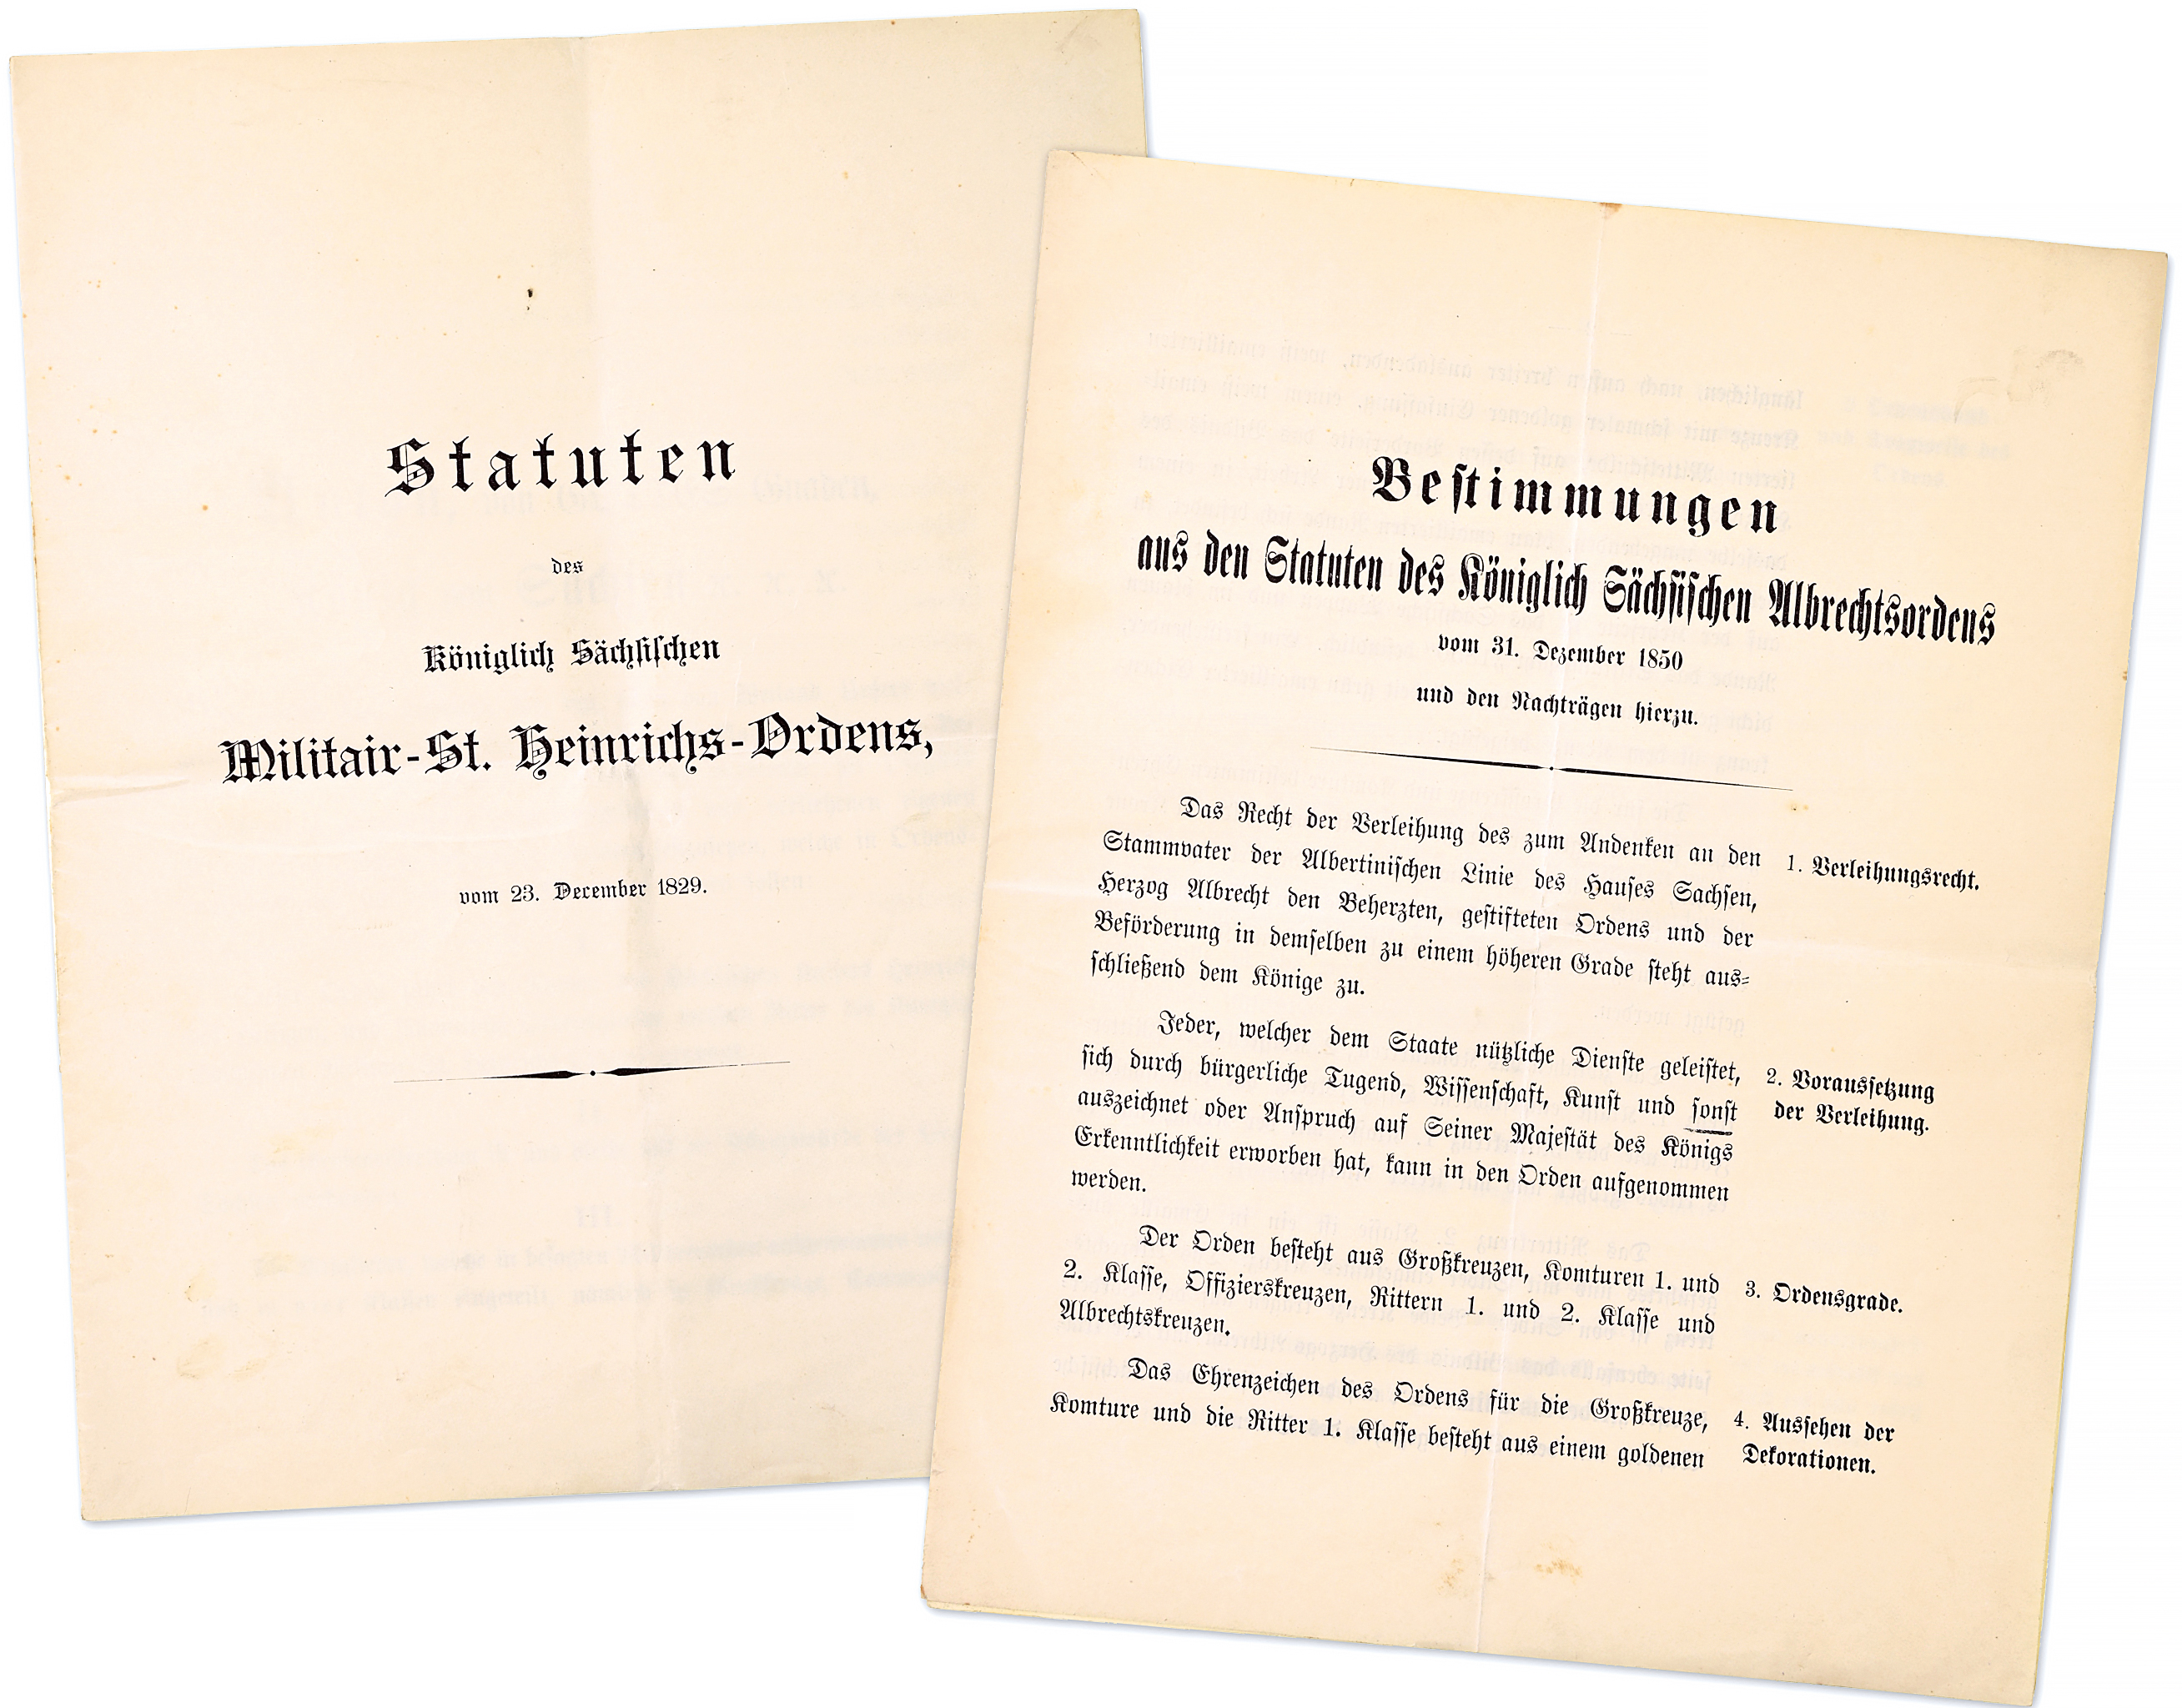 Statuten
des
Königlich Sächsischen
Militair-St. Heinrichs-Ordens,
vom 23. December 1829.
Bestimmungen
aus den Statuten des Königlich Sächsischen Albrechtsordens
vom 31. Dezember 1850
und den Nachträgen hierzu.
Das Recht der Verleihung des zum Andenken an den
Stammvater der Albertinischen Linie des Hauses Sachsen,
Herzog Albrecht den Beherzten, gestifteten Ordens und der
Beförderung in demselben zu einem höheren Grade steht aus-
schließend dem Könige zu.
1. Verleihungsrecht.
Jeder, welcher dem Staate nützliche Dienste geleistet,
sich durch bürgerliche Tugend, Wissenschaft, Kunst und sonst
auszeichnet oder Anspruch auf Seiner Majestät des Königs
Erkenntlichkeit erworben hat, kann in den Orden aufgenommen
werden.
2. Voraussetzung
der Verleihung.
Der Orden besteht aus Großkreuzen, Komturen 1. und
2. Klasse, Offizierskreuzen, Rittern 1. und 2. Klasse und
Albrechtskreuzen.
3. Ordensgrade.
Das Ehrenzeichen des Ordens für die Großkreuze,
Komture und die Ritter 1. Klasse besteht aus einem goldenen
4. Aussehen der
Dekorationen.